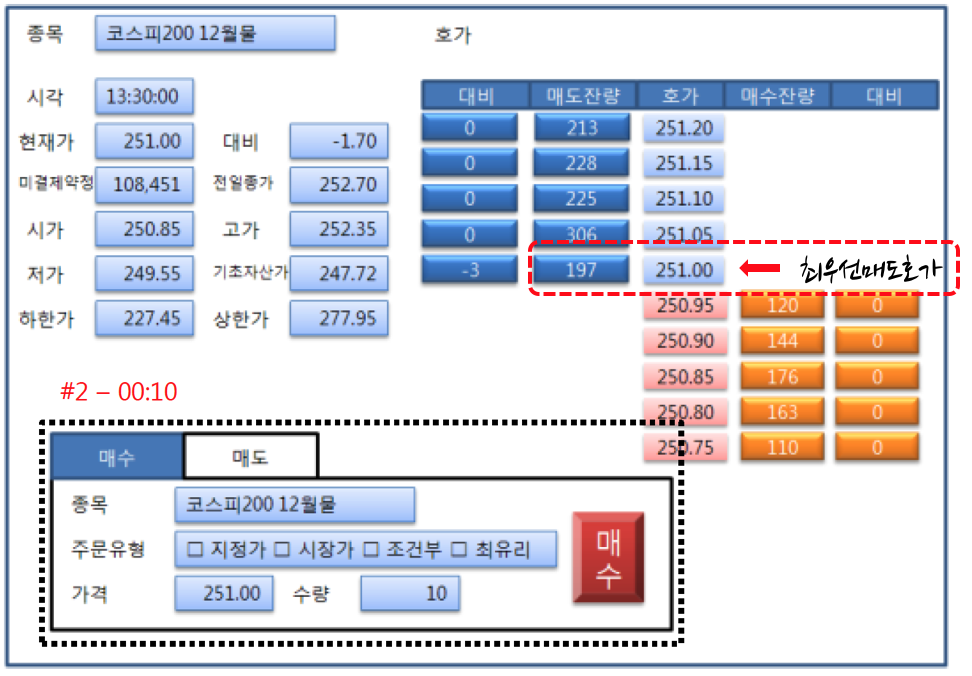 종목 코스피200 12월물 호가
시각 13:30:00
현재가 251.00 대비 -1.70
미결제약정 108,451 전일종가 252.70
시가 250.85 고가 252.35
저가 249.55 기초자산가 247.72
하한가 227.45 상한가 277.95
대비 매도잔량 호가 매수잔량 대비
0 213 251.20
0 228 251.15
0 225 251.10
0 306 251.05
-3 197 251.00 최우선매도호가
250.95 120 0
250.90 144 0
250.85 176 0
250.80 163 0
250.75 110 0
#2 – 00:10
매수 매도
종목 코스피200 12월물
주문유형 □ 지정가 □ 시장가 □ 조건부 □ 최유리
가격 251.00 수량 10
매
수